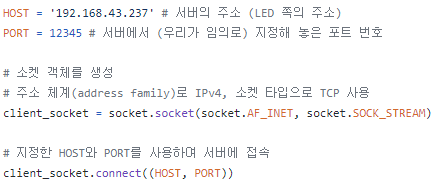 HOST = '192.168.43.237' # 서버의 주소 (LED 쪽의 주소)
PORT = 12345 # 서버에서 (우리가 임의로) 지정해 놓은 포트 번호
# 소켓 객체를 생성
# 주소 체계(address family)로 IPv4, 소켓 타입으로 TCP 사용
client_socket = socket.socket(socket.AF_INET, socket.SOCK_STREAM)
# 지정한 HOST와 PORT를 사용하여 서버에 접속
client_socket.connect((HOST, PORT))